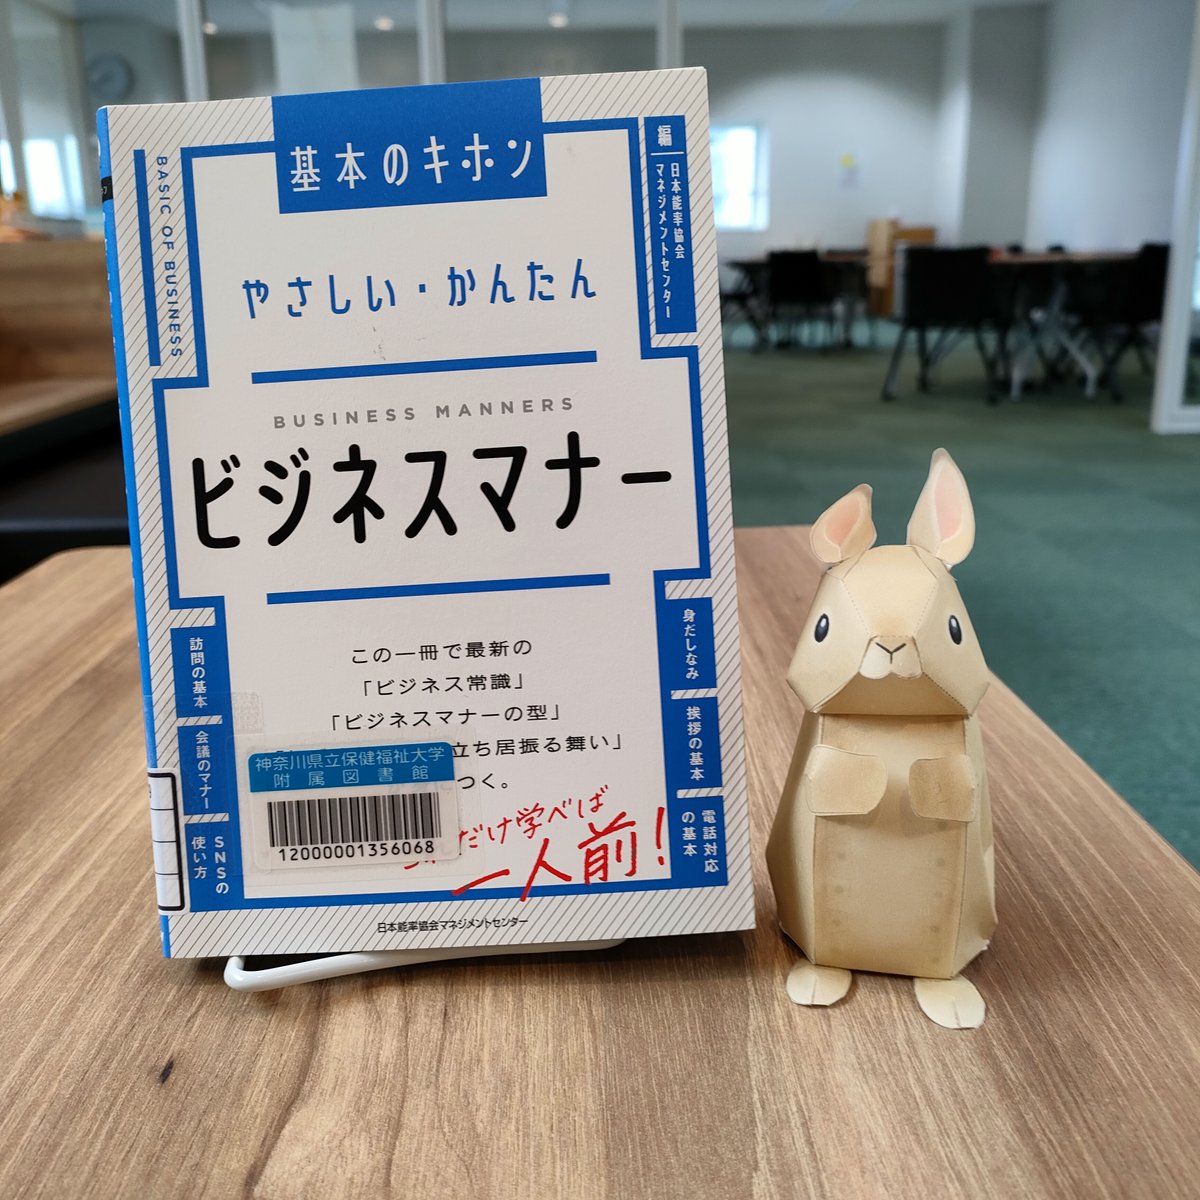 基本のキホン
編 日本能率協会マネジメントセンター
BASIC OF BUSINESS
やさしい・かんたん
BUSINESS MANNERS
ビジネスマナー
この一冊で最新の
「ビジネス常識」
「ビジネスマナーの型」
立ち居振る舞い」
つく。
だけ学べば
一人前!
訪問の基本
会議のマナー
SNSの使い方
身だしなみ
挨拶の基本
電話対応の基本
神奈川県立保健福祉大学
附属図書館
12000001356068
日本能率協会マネジメントセンター